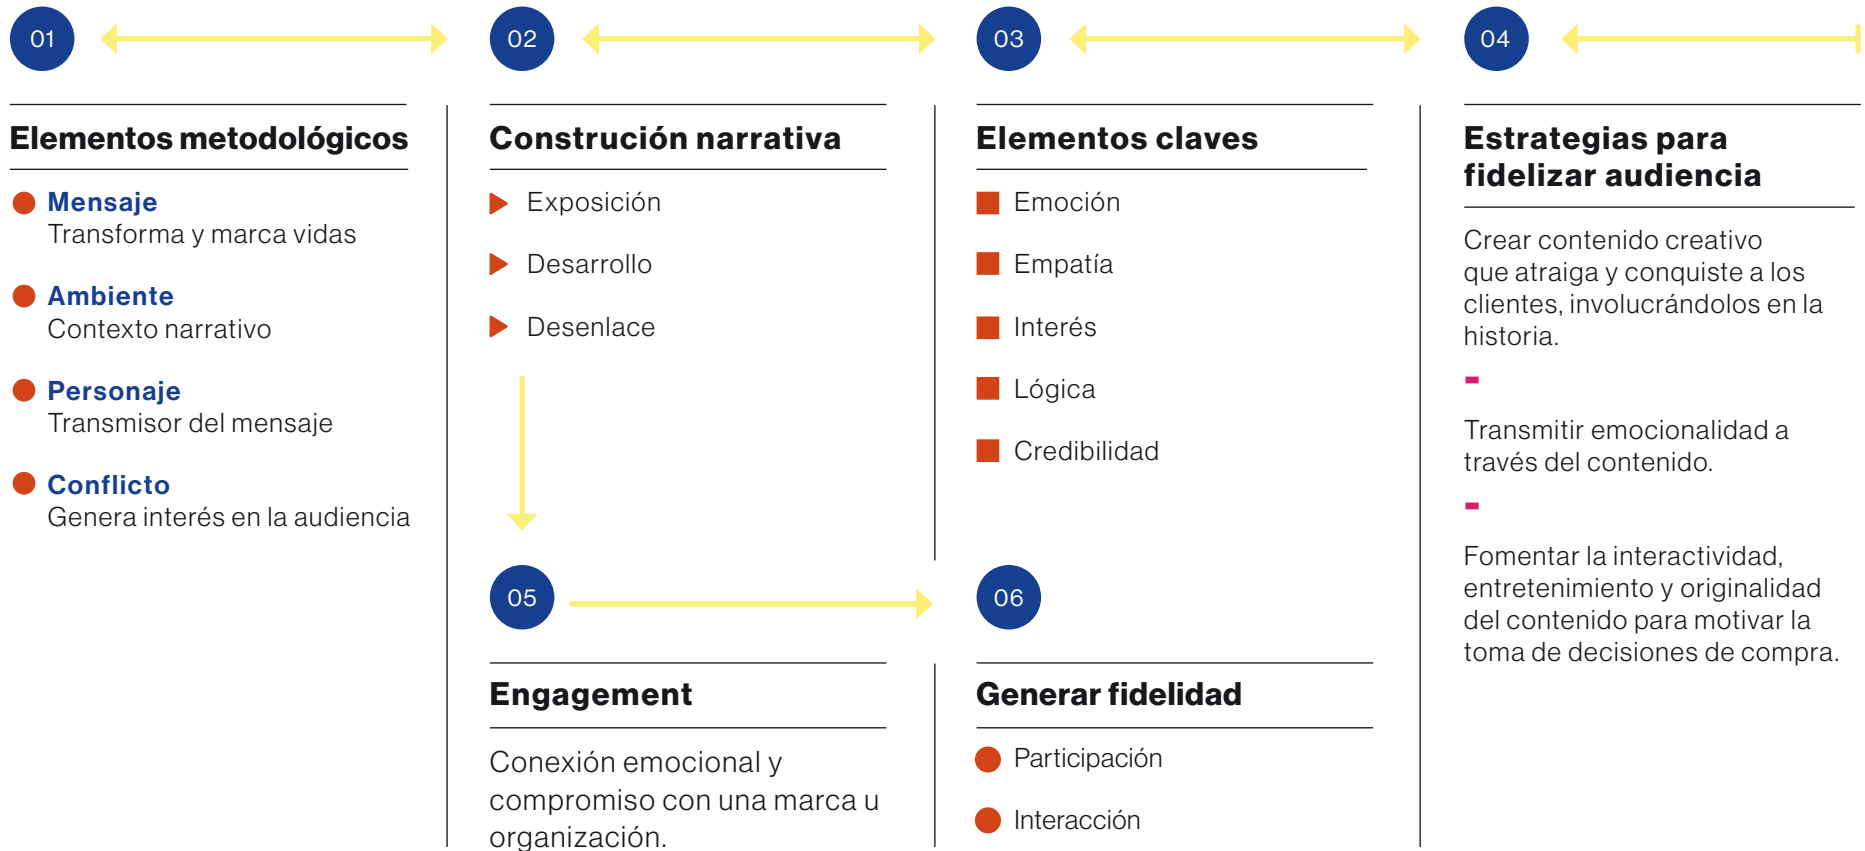 01
Elementos metodológicos
Mensaje
Transforma y marca vidas
Ambiente
Contexto narrativo
Personaje
Transmisor del mensaje
Conflicto
Genera interés en la audiencia
02
Construción narrativa
Exposición
Desarrollo
Desenlace
03
Elementos claves
Emoción
Empatía
Interés
Lógica
Credibilidad
04
Estrategias para
fidelizar audiencia
Crear contenido creativo
que atraiga y conquiste a los
clientes, involucrándolos en la
historia.
-
Transmitir emocionalidad a
través del contenido.
-
Fomentar la interactividad,
entretenimiento y originalidad
del contenido para motivar la
toma de decisiones de compra.
05
Engagement
Conexión emocional y
compromiso con una marca u
organización.
06
Generar fidelidad
Participación
Interacción